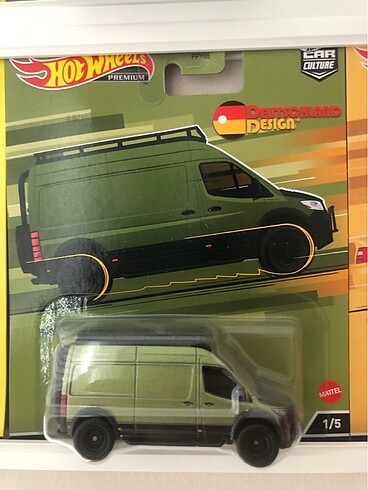 HOT WHEELS
PREMIUM
CAR
CULTURE
DEUTSCHLAND
DESIGN
MATTEL
1/5